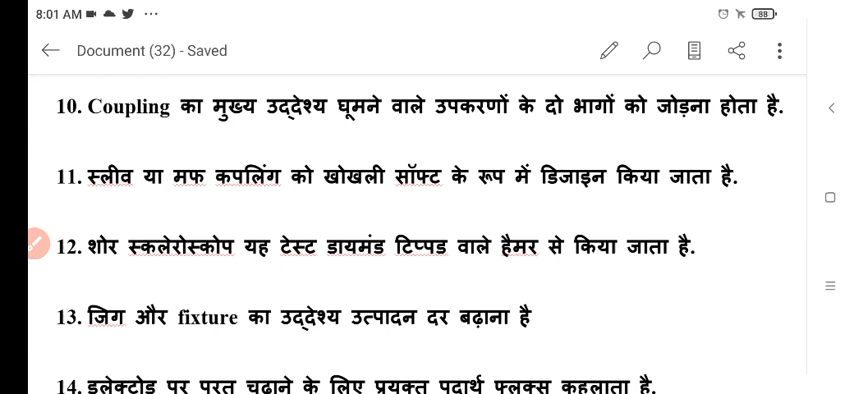 8:01 AM ... 88
Document (32) - Saved
10. Coupling का मुख्य उद्देश्य घूमने वाले उपकरणों के दो भागों को जोड़ना होता है.
11. स्लीव या मफ कपलिंग को खोखली सॉफ्ट के रूप में डिजाइन किया जाता है.
12. शोर स्कलेरोस्कोप यह टेस्ट डायमंड टिप्पड वाले हैमर से किया जाता है.
13. जिग और fixture का उद्देश्य उत्पादन दर बढ़ाना है
14. इलेक्ट्रोड पर परत चढ़ाने के लिए प्रयुक्त पदार्थ फ्लक्स कहलाता है.